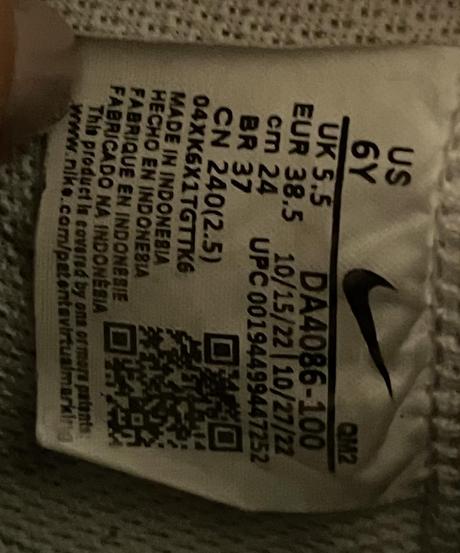 US
6Y
QM2
UK 5.5
EUR 38.5
cm 24
BR 37
CN 240(2.5)
DA4086-100
10/15/22 | 10/27/22
UPC 00194499447252
04XK6X1TGTTK6
MADE IN INDONESIA
HECHO EN INDONESIA
FABRIQUE EN INDONESIE
FABRICADO NA INDONÉSIA
This product is covered by one or more patents:
www.nike.com/patentsvirtualmarking